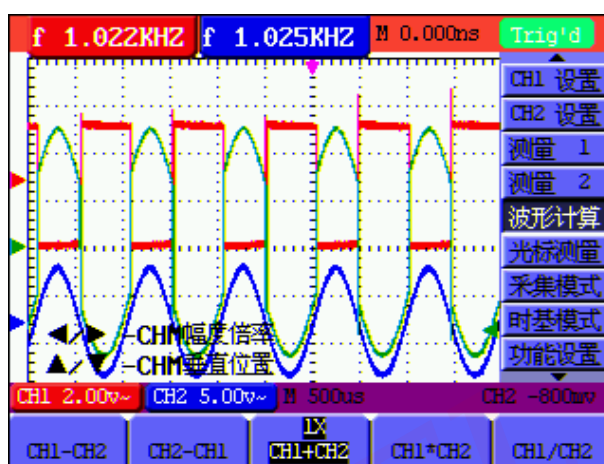 f 1.022KHZ f 1.025KHZ M 0.000ns Trig'd
CH1 设置
CH2 设置
测量 1
测量 2
波形计算
光标测量
采集模式
时基模式
功能设置
◀/▶ -CHM幅度倍率
▲/▼ -CHM垂直位置
CH1 2.00v~ CH2 5.00v~ M 500us CH2 -800mv
1X
CH1-CH2 CH2-CH1 CH1+CH2 CH1*CH2 CH1/CH2